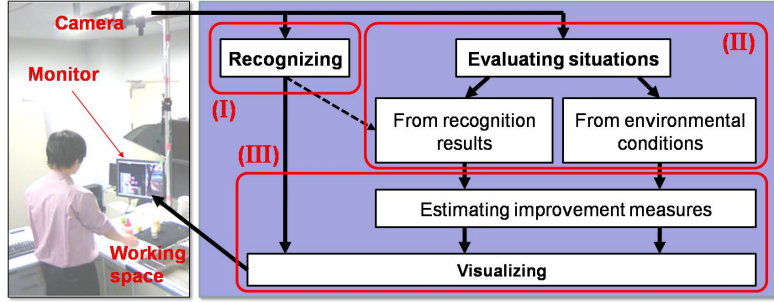 Camera
Monitor
Working
space
Recognizing
(I)
Evaluating situations
(II)
From recognition
results
From environmental
conditions
(III)
Estimating improvement measures
Visualizing